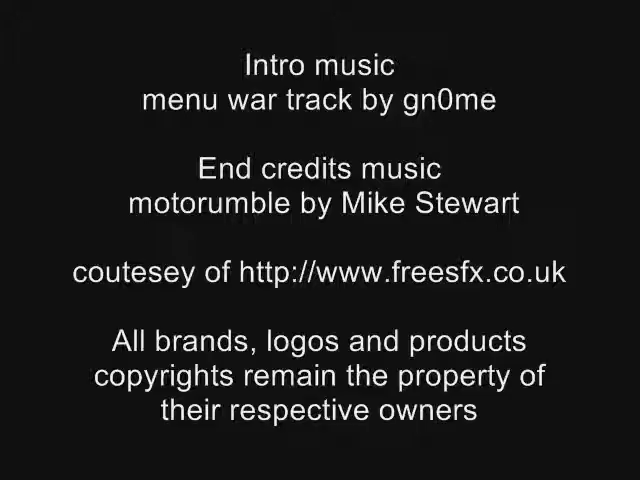 Intro music
menu war track by gn0me
End credits music
motorumble by Mike Stewart
coutesey of http://www.freesfx.co.uk
All brands, logos and products
copyrights remain the property of
their respective owners